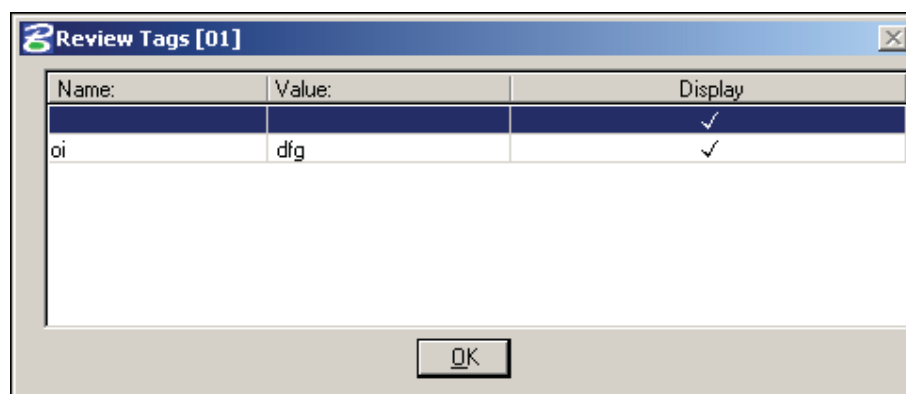 Review Tags [01]
Name: Value: Display
✓
oi dfg ✓
OK